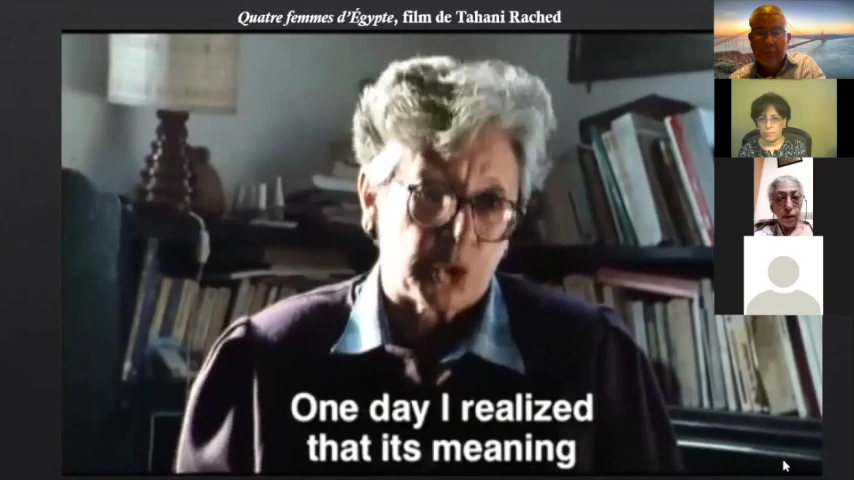 Quatre femmes d'Égypte, film de Tahani Rached
One day I realized
that its meaning